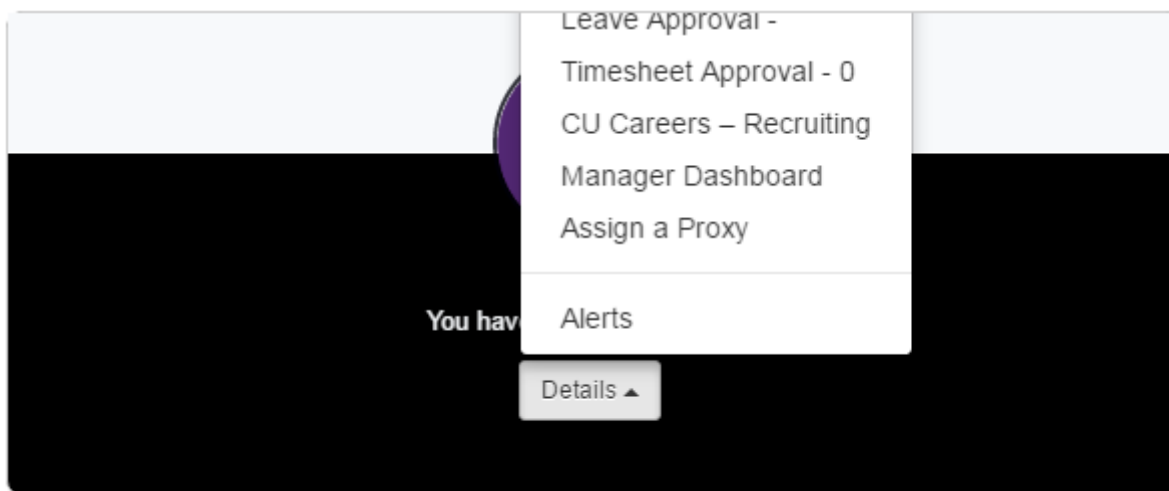 Leave Approval -
Timesheet Approval - 0
CU Careers – Recruiting
Manager Dashboard
Assign a Proxy
You hav
Alerts
Details